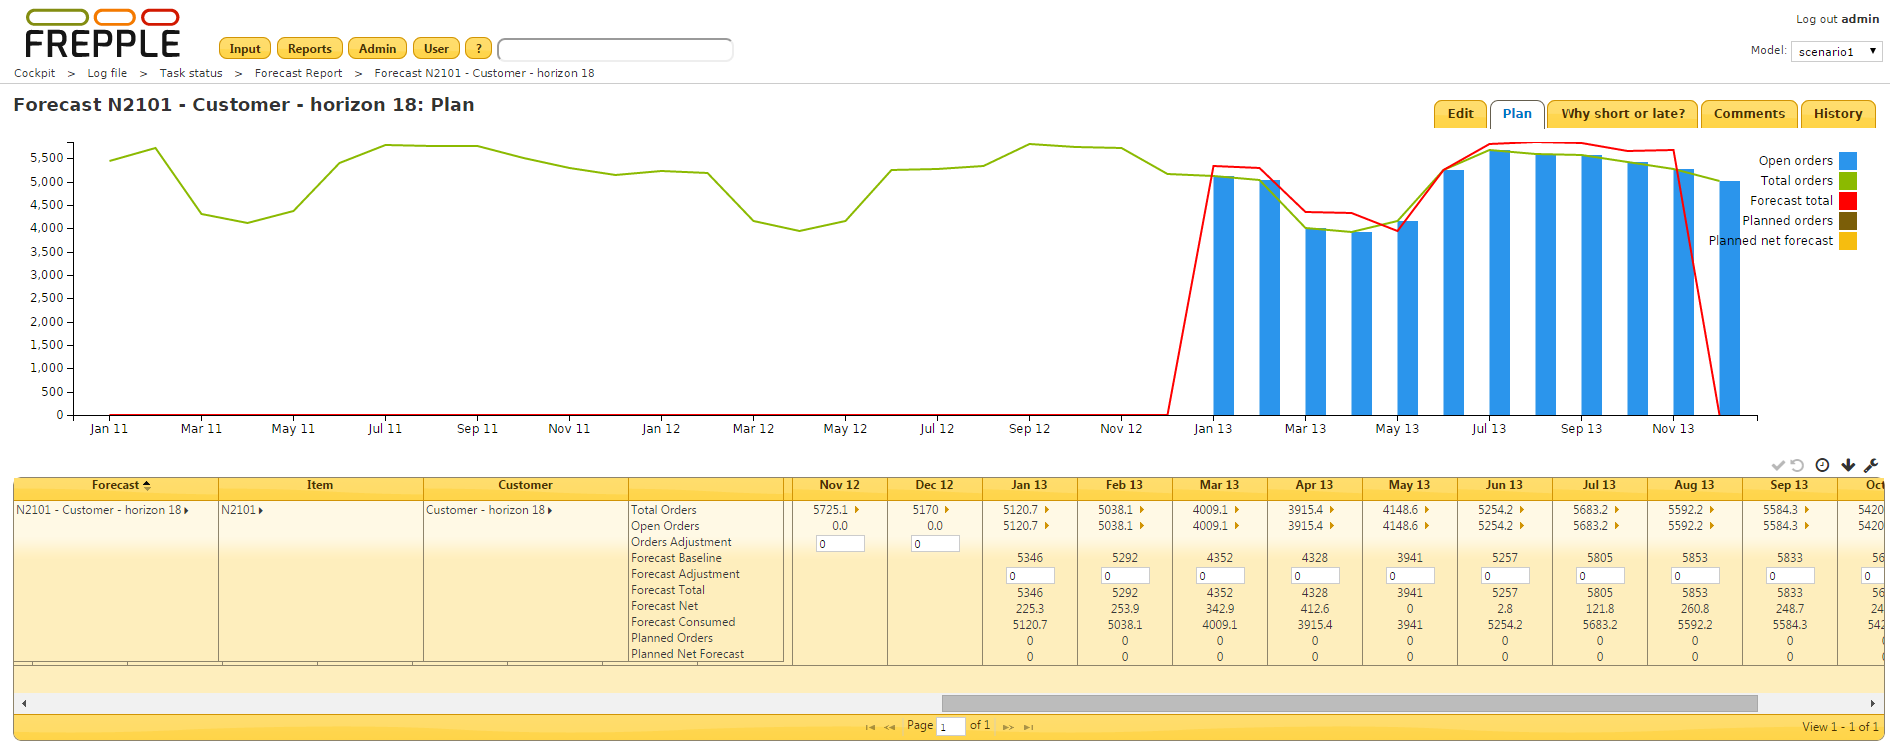 FREPPLE
Input Reports Admin User ?
Log out admin
Model: scenario1
Cockpit > Log file > Task status > Forecast Report > Forecast N2101 - Customer - horizon 18
Forecast N2101 - Customer - horizon 18: Plan
Edit Plan Why short or late? Comments History
5,500
5,000
4,500
4,000
3,500
3,000
2,500
2,000
1,500
1,000
500
0
Jan 11 Mar 11 May 11 Jul 11 Sep 11 Nov 11 Jan 12 Mar 12 May 12 Jul 12 Sep 12 Nov 12 Jan 13 Mar 13 May 13 Jul 13 Sep 13 Nov 13
Open orders
Total orders
Forecast total
Planned orders
Planned net forecast
Forecast Item Customer Nov 12 Dec 12 Jan 13 Feb 13 Mar 13 Apr 13 May 13 Jun 13 Jul 13 Aug 13 Sep 13 Oct
N2101 - Customer - horizon 18 N2101 Customer - horizon 18 Total Orders 5725.1 5170 5120.7 5038.1 4009.1 3915.4 4148.6 5254.2 5683.2 5592.2 5584.3 5420
Open Orders 0.0 0.0 5120.7 5038.1 4009.1 3915.4 4148.6 5254.2 5683.2 5592.2 5584.3 5420
Orders Adjustment 0 0
Forecast Baseline 5346 5292 4352 4328 3941 5257 5805 5853 5833 56
Forecast Adjustment 0 0 0 0 0 0 0 0 0 0
Forecast Total 5346 5292 4352 4328 3941 5257 5805 5853 5833 56
Forecast Net 225.3 253.9 342.9 412.6 0 2.8 121.8 260.8 248.7 24
Forecast Consumed 5120.7 5038.1 4009.1 3915.4 3941 5254.2 5683.2 5592.2 5584.3 542
Planned Orders 0 0 0 0 0 0 0 0 0
Planned Net Forecast 0 0 0 0 0 0 0 0 0
Page 1 of 1
View 1 - 1 of 1